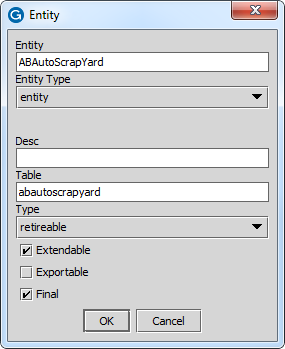 Entity
Entity
ABAutoScrapYard
Entity Type
entity
Desc
Table
abautoscrapyard
Type
retireable
Extendable
Exportable
Final
OK Cancel